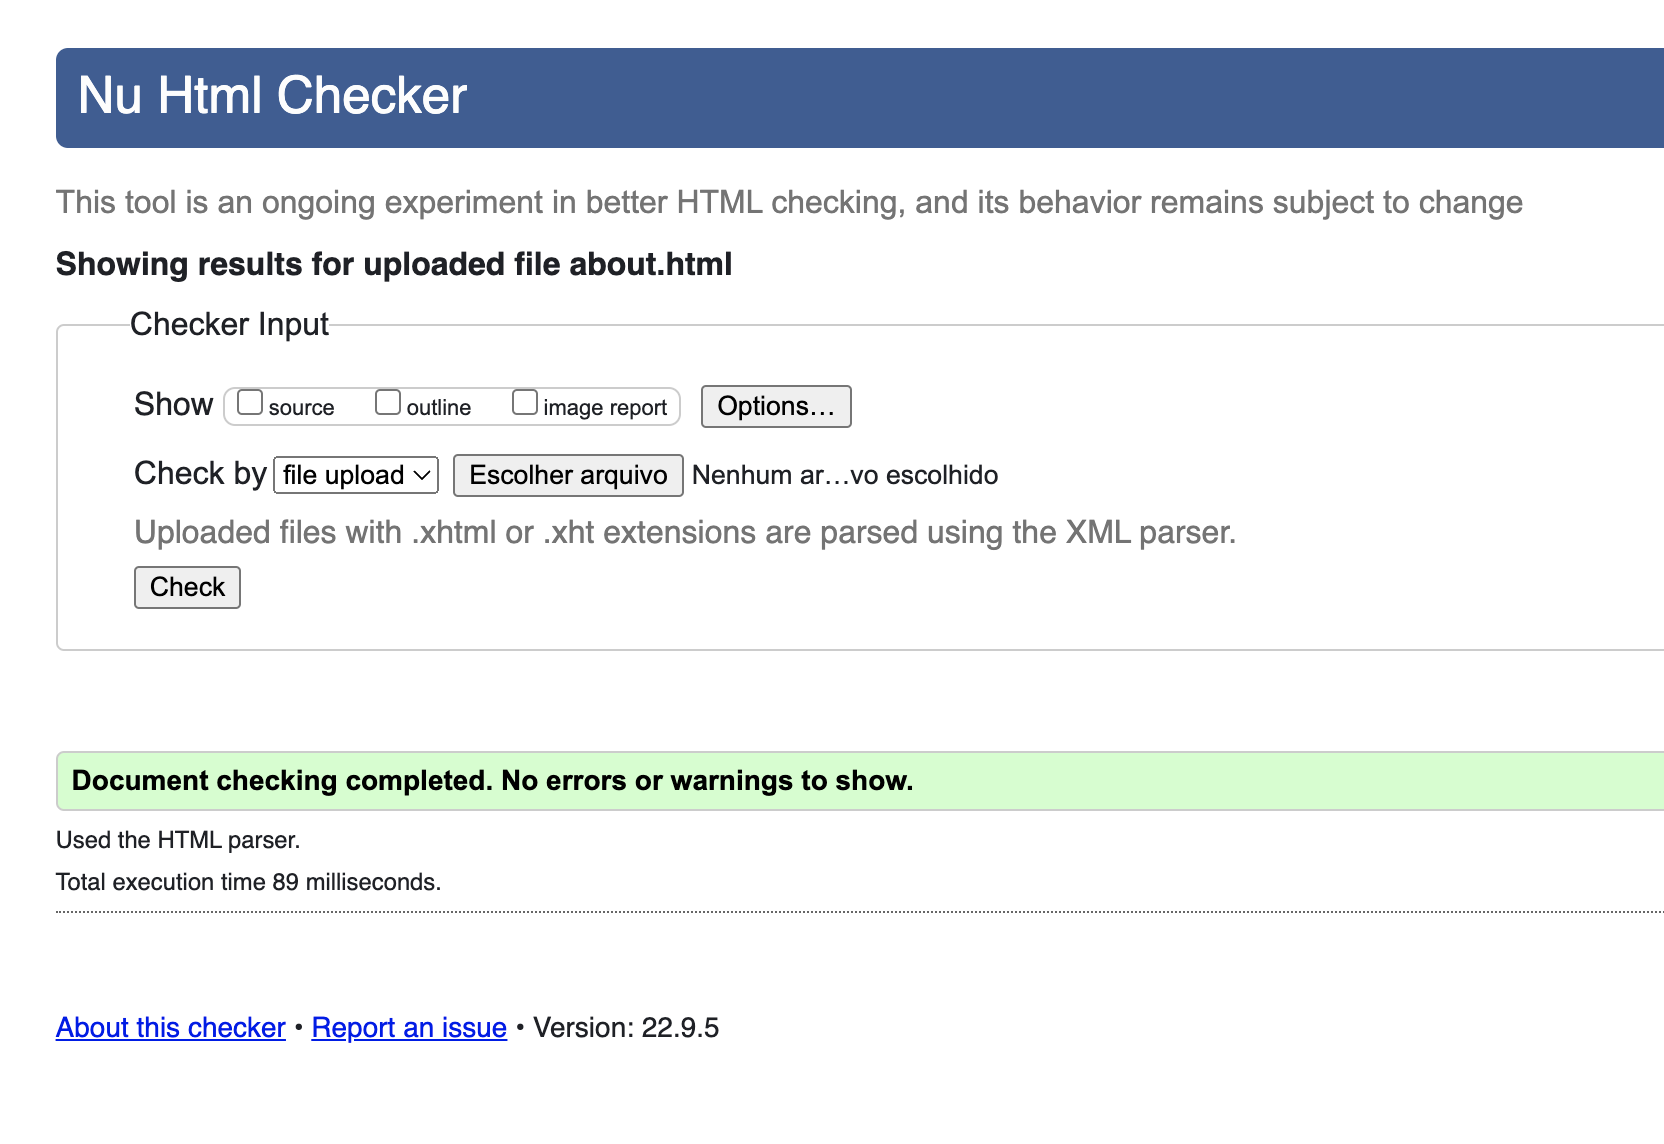 Nu Html Checker
This tool is an ongoing experiment in better HTML checking, and its behavior remains subject to change
Showing results for uploaded file about.html
Checker Input
Show source outline image report Options...
Check by file upload Escolher arquivo Nenhum ar...vo escolhido
Uploaded files with .xhtml or .xht extensions are parsed using the XML parser.
Check
Document checking completed. No errors or warnings to show.
Used the HTML parser.
Total execution time 89 milliseconds.
About this checker • Report an issue • Version: 22.9.5